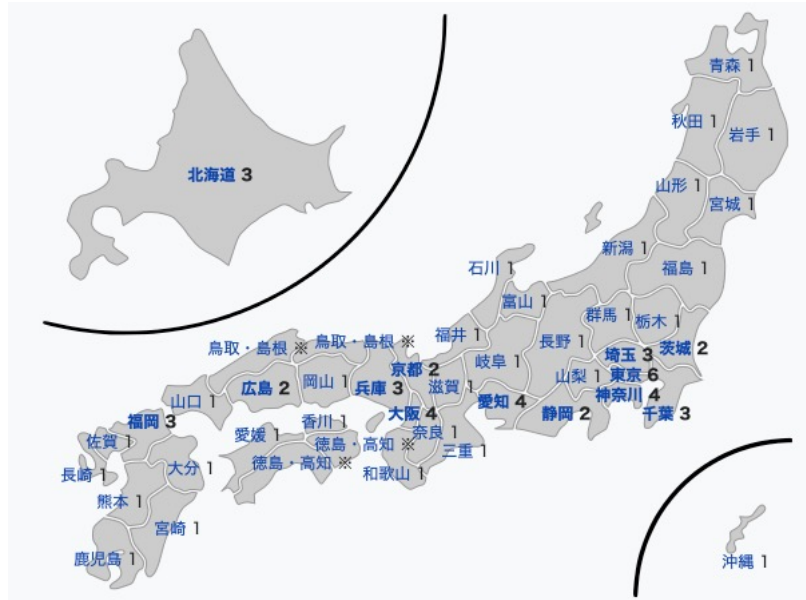 青森 1
秋田 1
岩手 1
北海道 3
山形 1
宮城 1
新潟 1
石川 1
福島 1
富山 1
群馬 1
栃木 1
福井 1
長野 1
鳥取・島根 ※
鳥取・島根 ※
埼玉 3
茨城 2
岐阜 1
京都 2
山梨 1
東京 6
広島 2
岡山 1
兵庫 3
滋賀 1
神奈川 4
山口 1
愛知 4
静岡 2
千葉 3
大阪 4
福岡 3
香川 1
奈良 1
佐賀 1
愛媛 1
徳島・高知 ※
三重 1
徳島・高知 ※
長崎 1
大分 1
和歌山 1
熊本 1
宮崎 1
鹿児島 1
沖縄 1